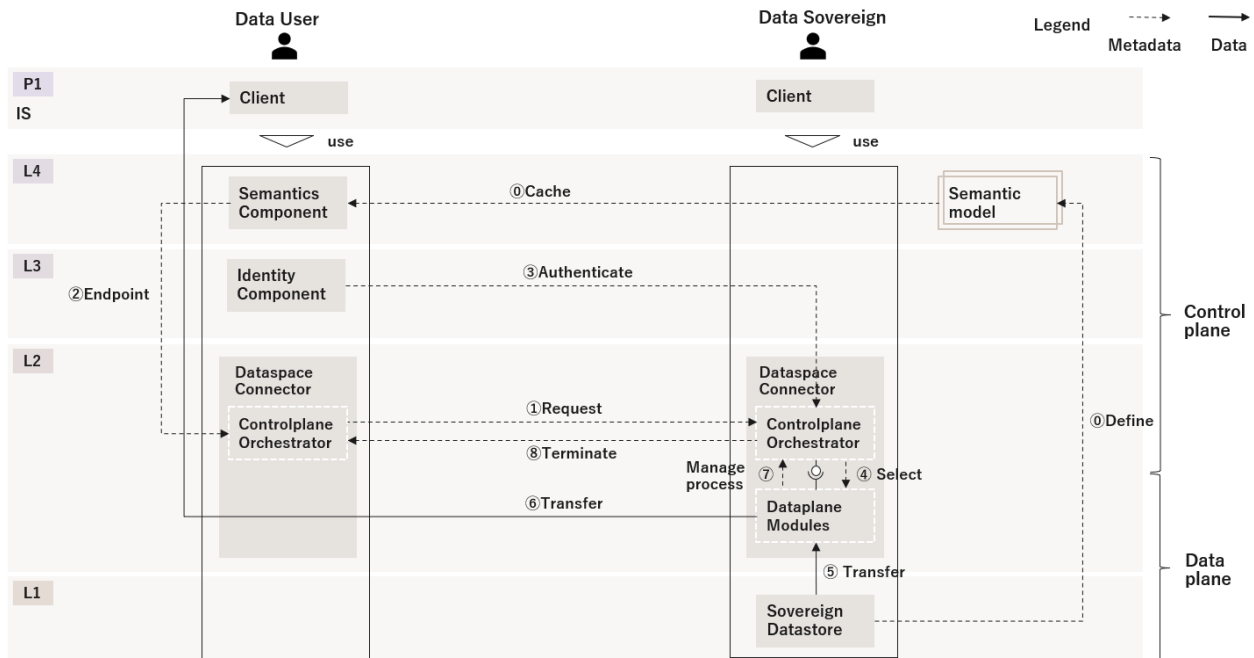 Data User
Data Sovereign
Legend
Metadata
Data
P1
IS
Client
Client
use
use
L4
Semantics
Component
⓪Cache
Semantic
model
L3
Identity
Component
③Authenticate
②Endpoint
Control
plane
L2
Dataspace
Connector
Dataspace
Connector
Controlplane
Orchestrator
①Request
Controlplane
Orchestrator
⓪Define
⑧Terminate
Manage
process
⑦
④ Select
⑥Transfer
Dataplane
Modules
Data
plane
⑤ Transfer
L1
Sovereign
Datastore